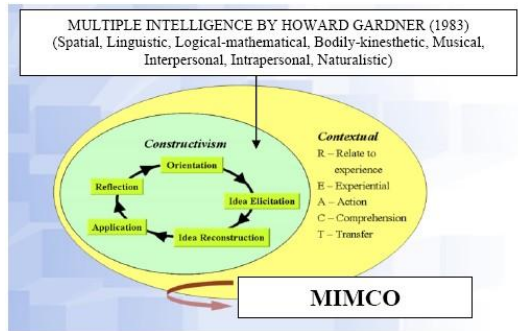 MULTIPLE INTELLIGENCE BY HOWARD GARDNER (1983)
(Spatial, Linguistic, Logical-mathematical, Bodily-kinesthetic, Musical,
Interpersonal, Intrapersonal, Naturalistic)
Constructivism
Orientation
Reflection
Idea Elicitation
Application
Idea Reconstruction
Contextual
R – Relate to
experience
E – Experiential
A – Action
C – Comprehension
T – Transfer
MIMCO